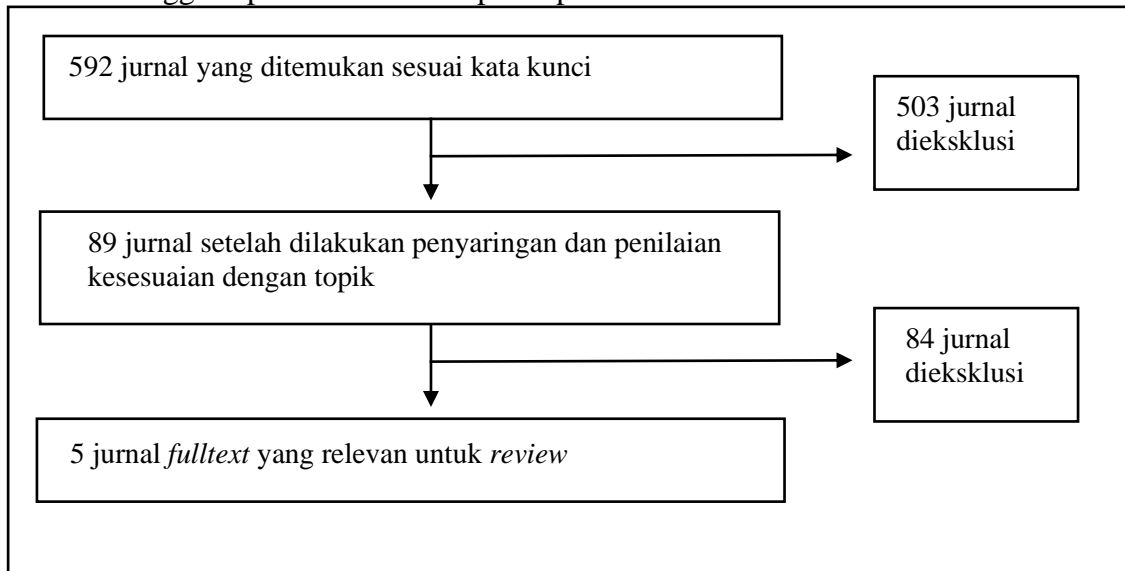 592 jurnal yang ditemukan sesuai kata kunci
503 jurnal
dieksklusi
89 jurnal setelah dilakukan penyaringan dan penilaian
kesesuaian dengan topik
84 jurnal
dieksklusi
5 jurnal fulltext yang relevan untuk review